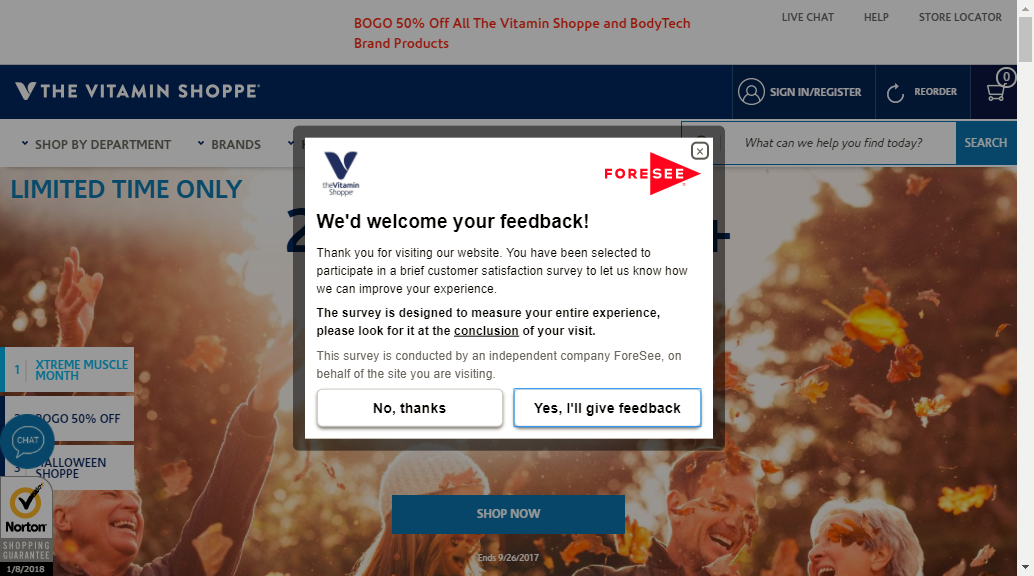 BOGO 50% Off All The Vitamin Shoppe and BodyTech
Brand Products
LIVE CHAT
HELP
STORE LOCATOR
THE VITAMIN SHOPPE
SIGN IN/REGISTER
REORDER
0
SHOP BY DEPARTMENT
BRANDS
What can we help you find today?
SEARCH
LIMITED TIME ONLY
2
+
theVitamin
Shoppe
FORESEE
We'd welcome your feedback!
Thank you for visiting our website. You have been selected to
participate in a brief customer satisfaction survey to let us know how
we can improve your experience.
The survey is designed to measure your entire experience,
please look for it at the conclusion of your visit.
This survey is conducted by an independent company ForeSee, on
behalf of the site you are visiting.
No, thanks
Yes, I'll give feedback
1 XTREME MUSCLE
MONTH
BOGO 50% OFF
CHAT
3 HALLOWEEN
SHOPPE
Norton
SHOPPING
GUARANTEE
1/8/2018
SHOP NOW
Ends 9/26/2017